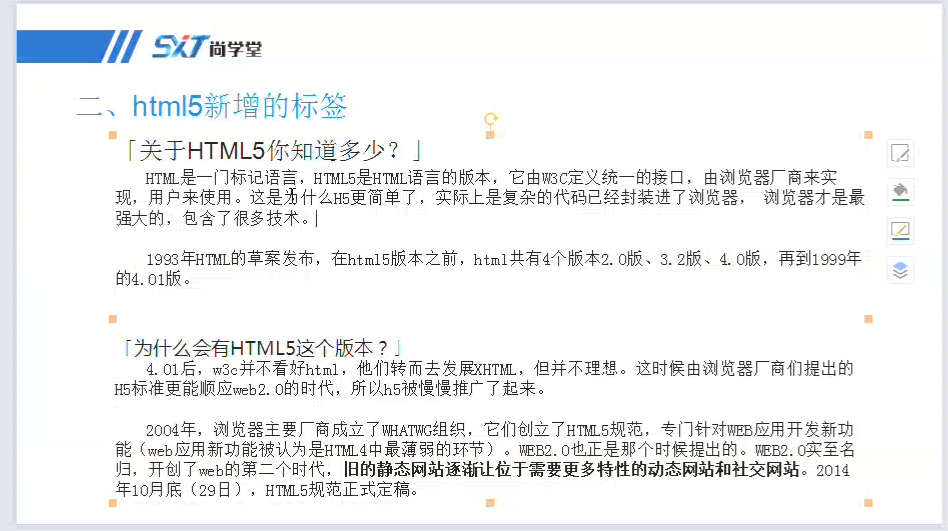 SXT尚学堂
二、html5新增的标签
「关于HTML5你知道多少？」
HTML是一门标记语言，HTML5是HTML语言的版本，它由W3C定义统一的接口，由浏览器厂商来实
现，用户来使用。这是为什么H5更简单了，实际上是复杂的代码已经封装进了浏览器， 浏览器才是最
强大的，包含了很多技术。
1993年HTML的草案发布，在html5版本之前，html共有4个版本2.0版、3.2版、4.0版，再到1999年
的4.01版。
「为什么会有HTML5这个版本？」
4.01后，w3c并不看好html，他们转而去发展XHTML，但并不理想。这时候由浏览器厂商们提出的
H5标准更能顺应web2.0的时代，所以h5被慢慢推广了起来。
2004年，浏览器主要厂商成立了WHATWG组织，它们创立了HTML5规范，专门针对WEB应用开发新功
能（web应用新功能被认为是HTML4中最薄弱的环节）。WEB2.0也正是那个时候提出的。WEB2.0实至名
归，开创了web的第二个时代，旧的静态网站逐渐让位于需要更多特性的动态网站和社交网站。2014
年10月底（29日），HTML5规范正式定稿。